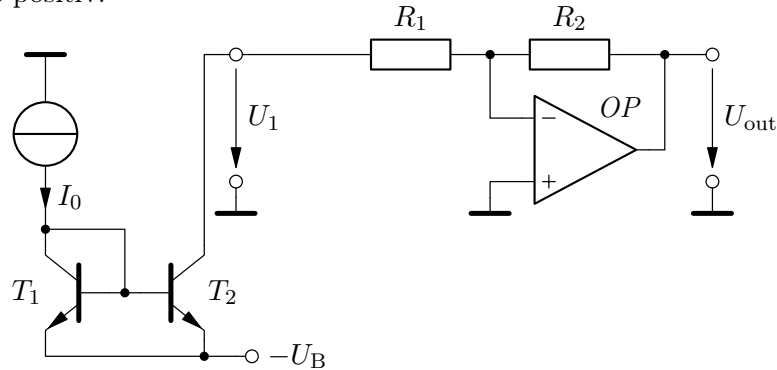 positiv.
R1 R2
U1 OP Uout
−
+
I0
T1 T2
−UB